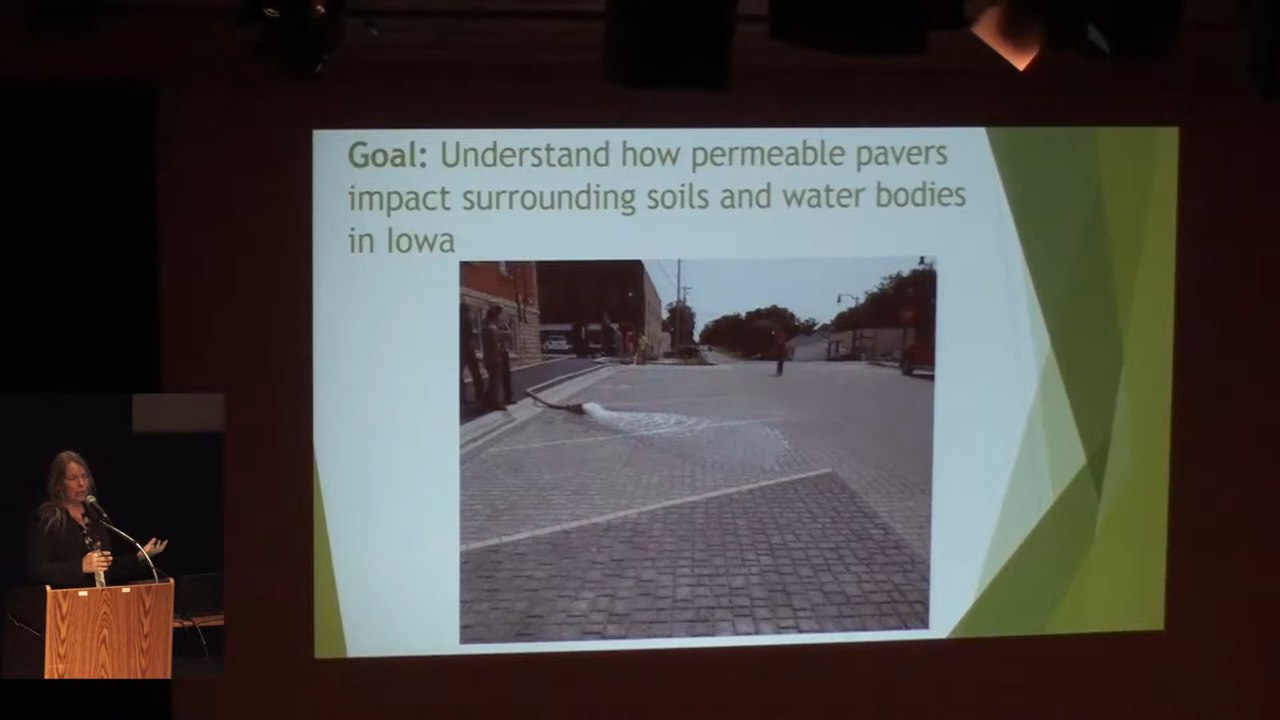 Goal: Understand how permeable pavers
impact surrounding soils and water bodies
in Iowa